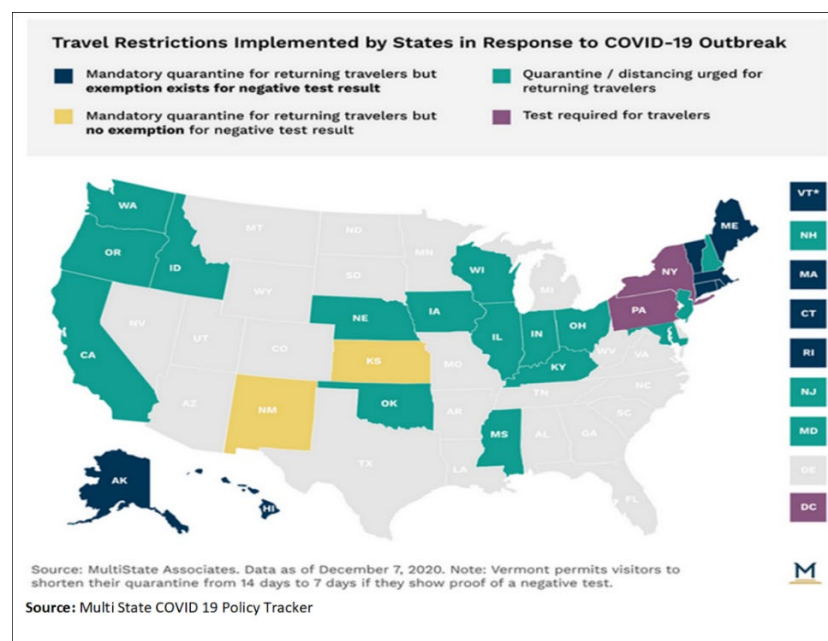 Travel Restrictions Implemented by States in Response to COVID-19 Outbreak
Mandatory quarantine for returning travelers but
exemption exists for negative test result
Quarantine / distancing urged for
returning travelers
Mandatory quarantine for returning travelers but
no exemption for negative test result
Test required for travelers
WA
MT
ND
MN
ME
VT*
OR
ID
SD
WI
MI
NY
NH
WY
MA
NV
UT
CO
NE
IA
IL
IN
OH
PA
CT
CA
KS
MO
KY
WV
VA
RI
AZ
NM
OK
AR
TN
NC
SC
NJ
TX
LA
MS
AL
GA
FL
MD
AK
HI
DE
DC
M
Source: MultiState Associates. Data as of December 7, 2020. Note: Vermont permits visitors to
shorten their quarantine from 14 days to 7 days if they show proof of a negative test.
Source: Multi State COVID 19 Policy Tracker